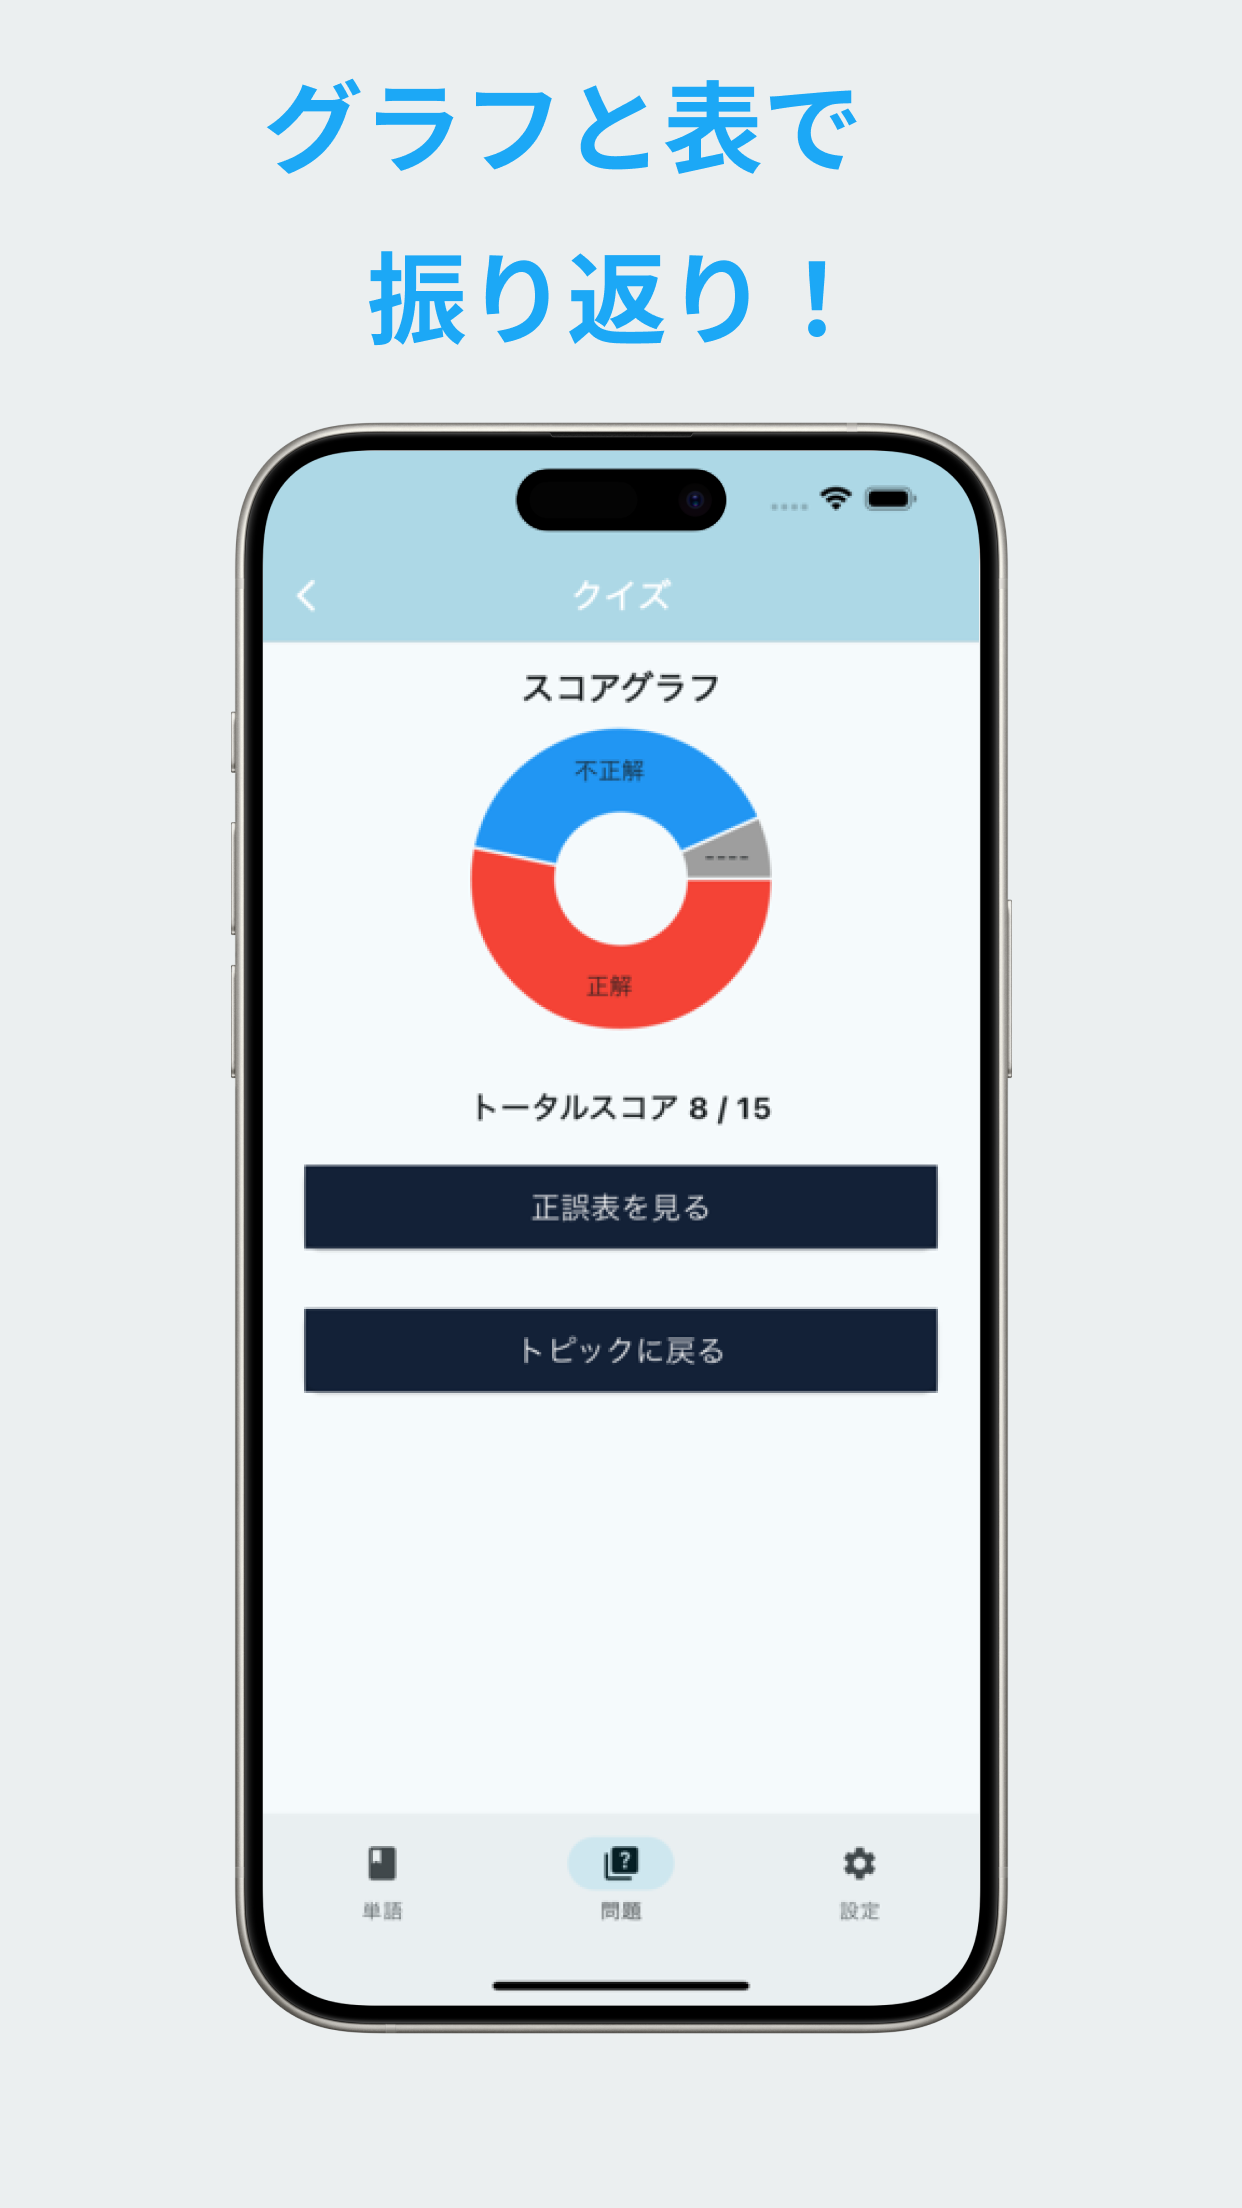 グラフと表で
振り返り！
クイズ
スコアグラフ
不正解
----
正解
トータルスコア 8 / 15
正誤表を見る
トピックに戻る
単語
問題
設定